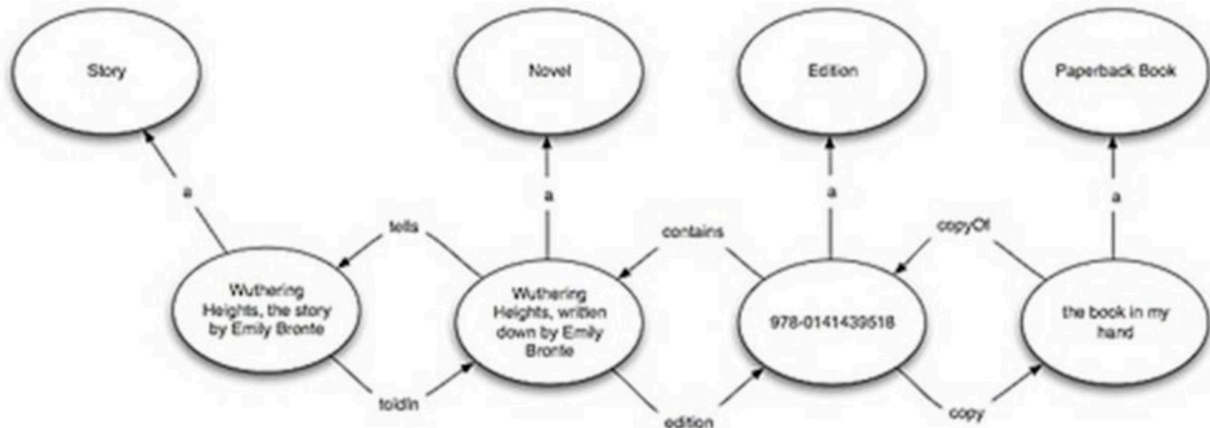 Story
Novel
Edition
Paperback Book
a
a
a
a
tells
contains
copyOf
Wuthering
Heights, the story
by Emily Bronte
Wuthering
Heights, written
down by Emily
Bronte
978-0141439518
the book in my
hand
toldIn
edition
copy